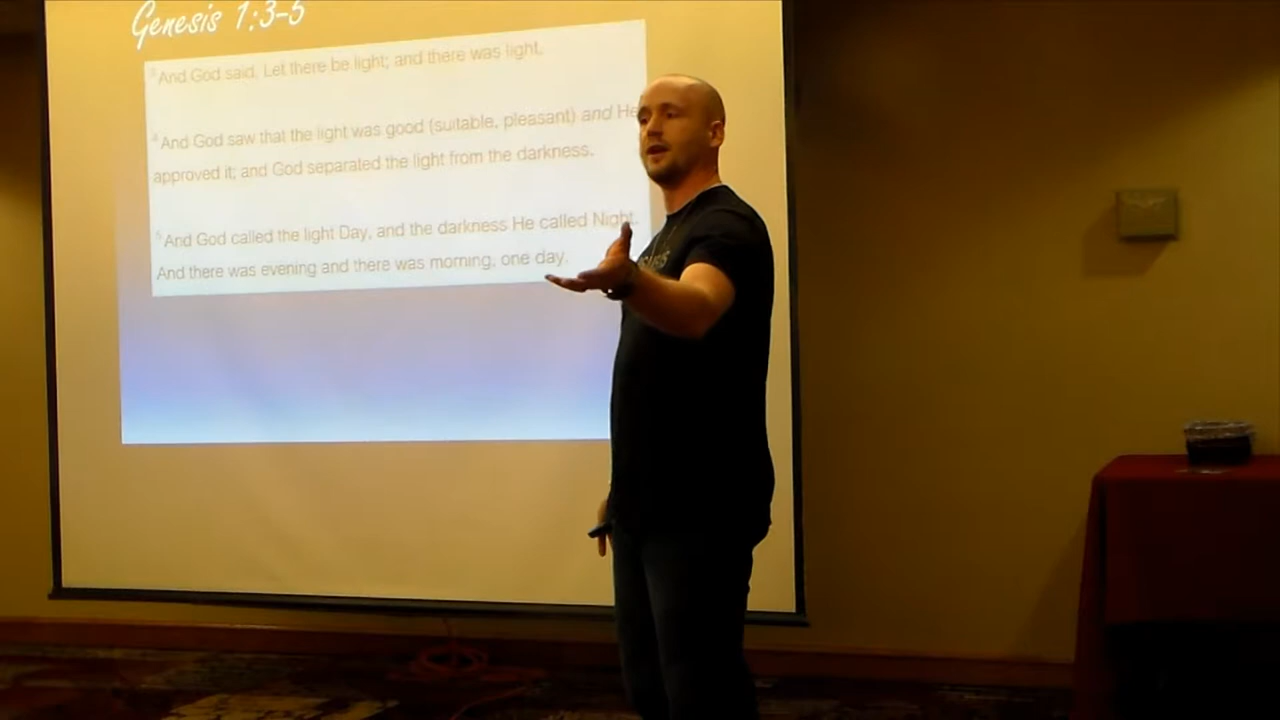 Genesis 1:3-5
3 And God said, Let there be light; and there was light.
4 And God saw that the light was good (suitable, pleasant) and He
approved it; and God separated the light from the darkness.
5 And God called the light Day, and the darkness He called Night.
And there was evening and there was morning, one day.